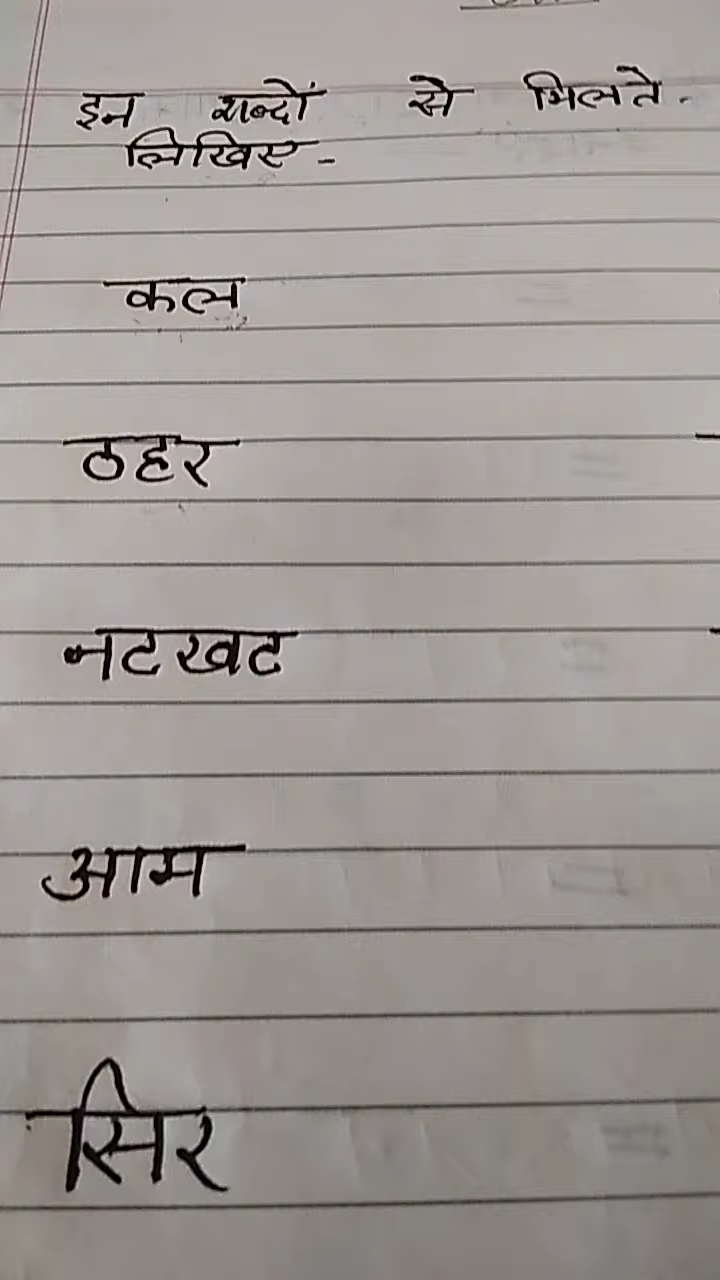 इन शब्दों से मिलते -
लिखिए -
कल
ठहर
नटखट
आम
सिर